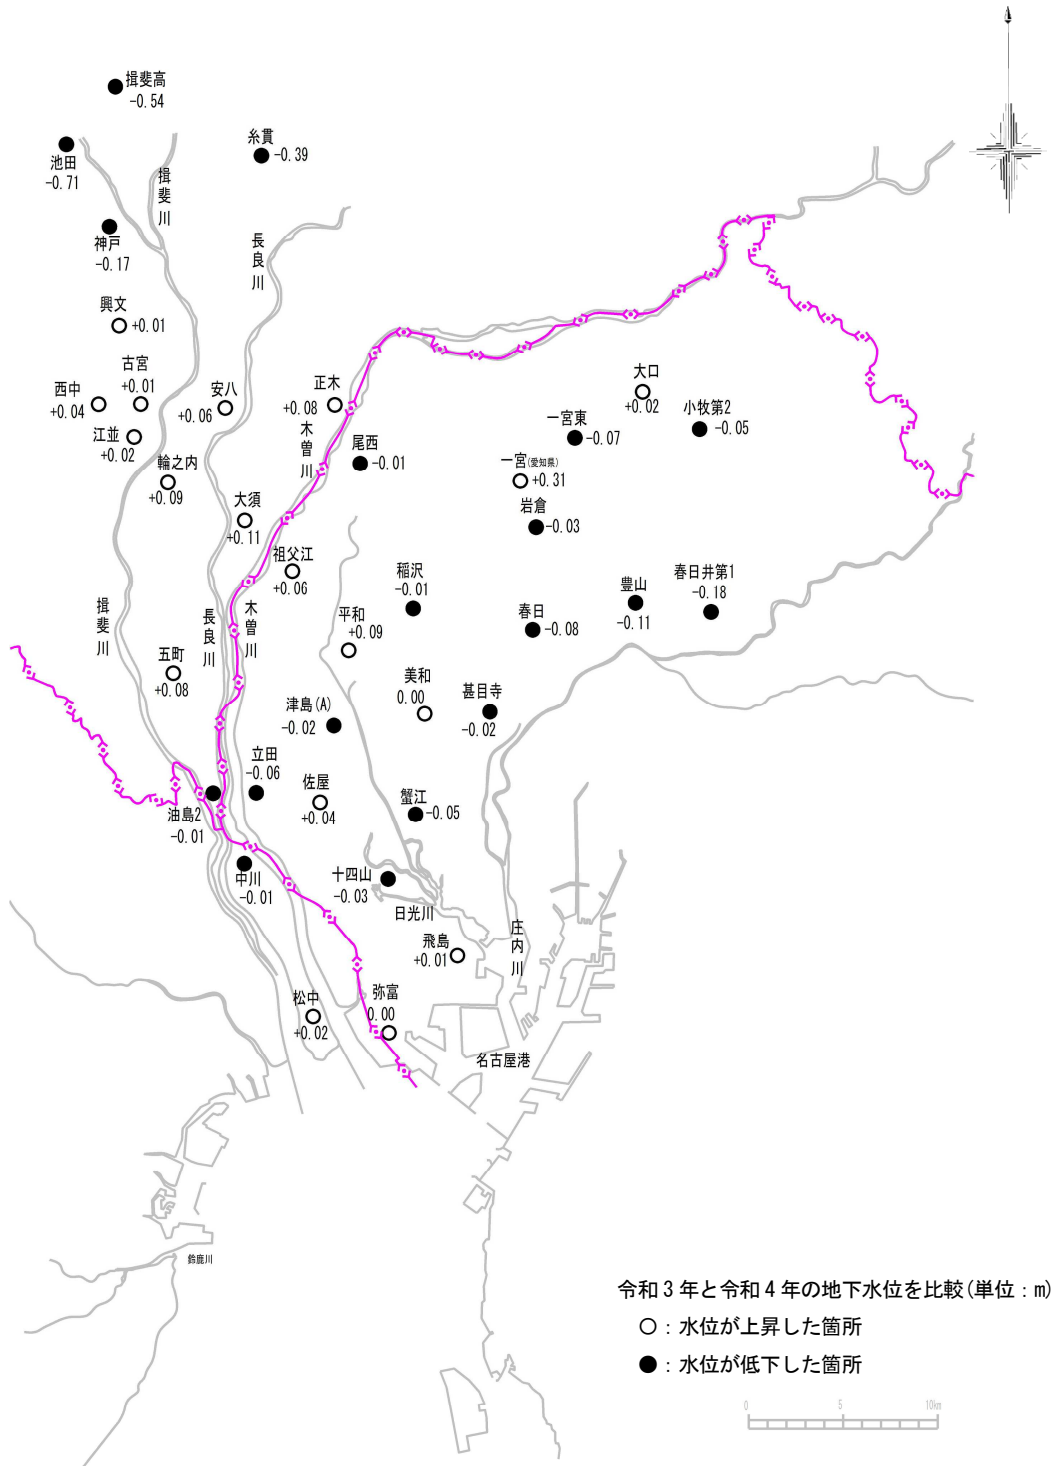 揖斐高
-0.54
池田
-0.71
糸貫
-0.39
揖斐川
神戸
-0.17
長良川
興文
+0.01
古宮
+0.01
西中
+0.04
安八
+0.06
正木
+0.08
大口
+0.02
小牧第2
-0.05
江並
+0.02
木曽川
尾西
-0.01
一宮東
-0.07
一宮(愛知県)
+0.31
輪之内
+0.09
大須
+0.11
岩倉
-0.03
祖父江
+0.06
稲沢
-0.01
豊山
-0.11
春日井第1
-0.18
揖斐川
長良川
木曽川
平和
+0.09
春日
-0.08
五町
+0.08
美和
0.00
甚目寺
-0.02
津島(A)
-0.02
立田
-0.06
佐屋
+0.04
蟹江
-0.05
油島2
-0.01
中川
-0.01
十四山
-0.03
日光川
庄内川
飛島
+0.01
松中
+0.02
弥富
0.00
名古屋港
鈴鹿川
令和3年と令和4年の地下水位を比較(単位：m)
○：水位が上昇した箇所
●：水位が低下した箇所
0 5 10km